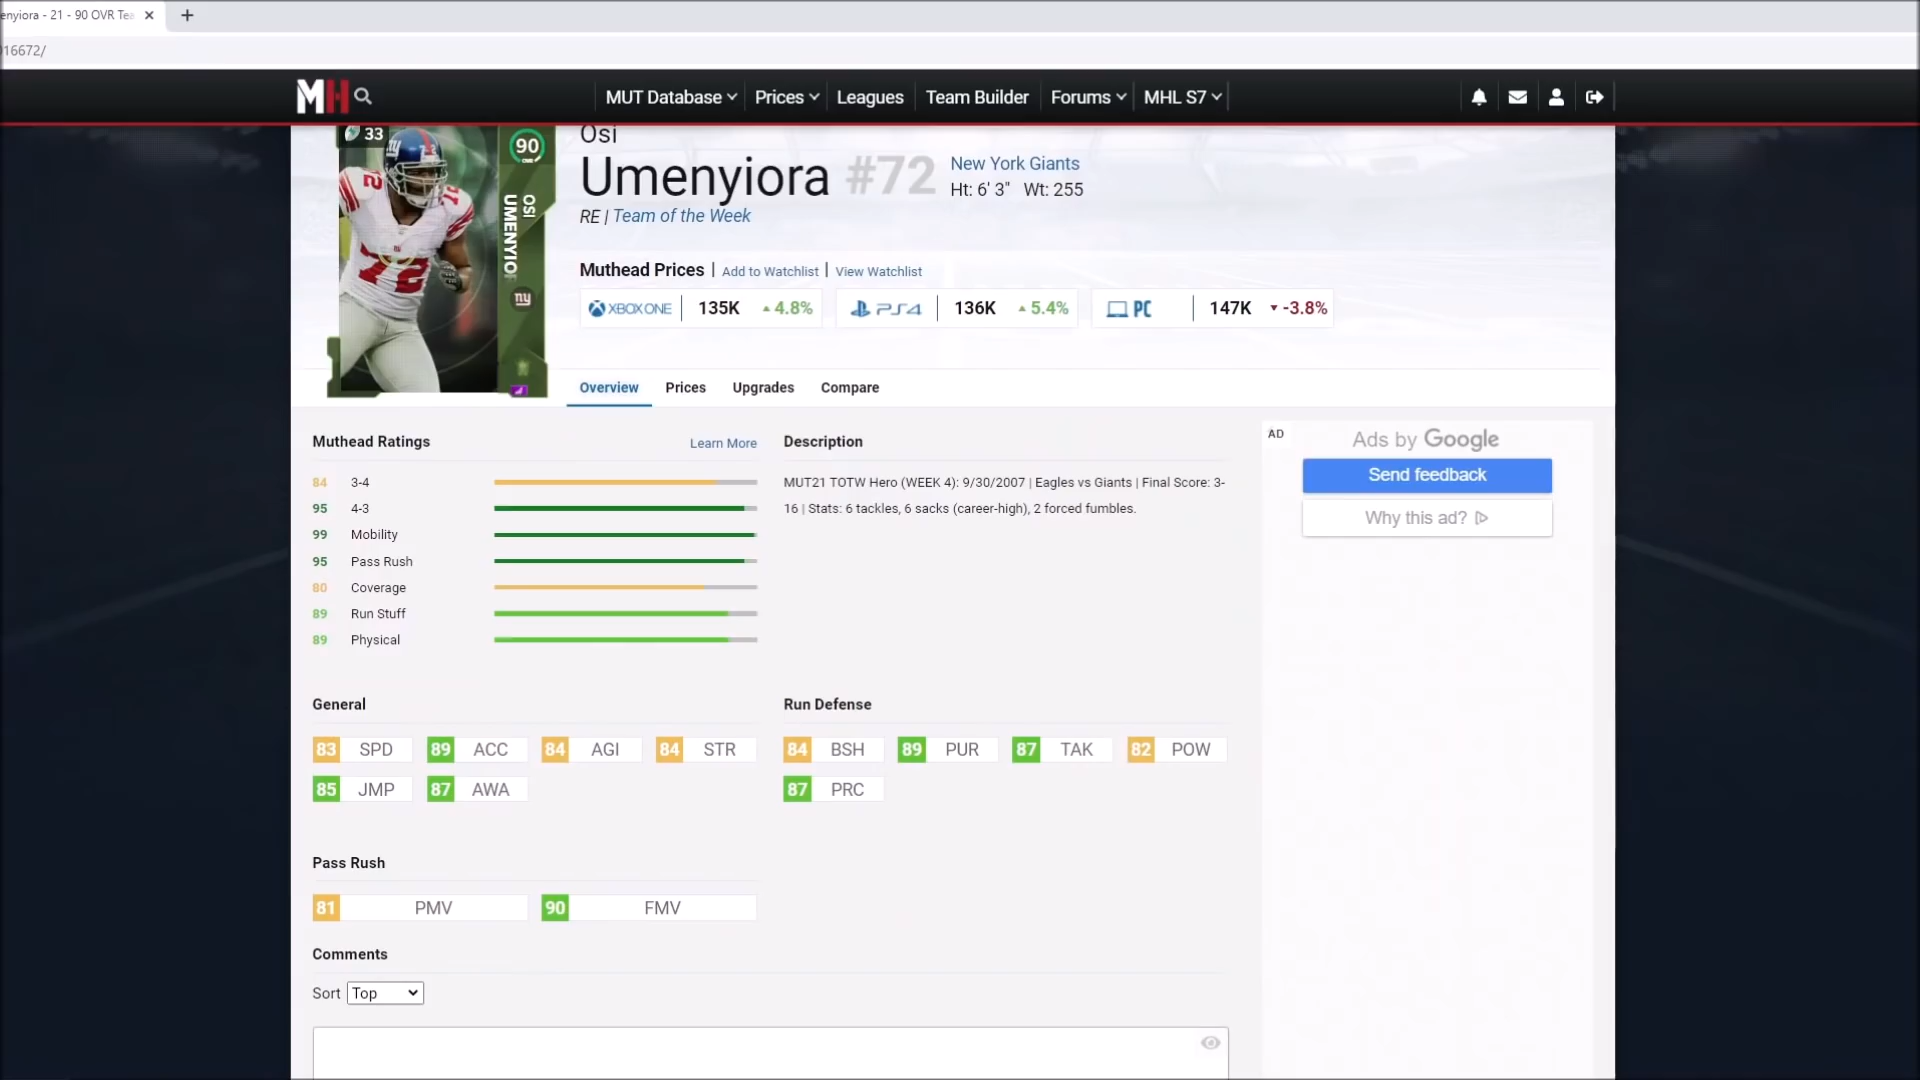 enyiora - 21 - 90 OVR Tea
016672/
MH
MUT Database Prices Leagues Team Builder Forums MHL S7
33
90
OVR
OSI
UMENYIO
ny
72
Osi
Umenyiora #72
New York Giants
Ht: 6' 3" Wt: 255
RE | Team of the Week
Muthead Prices | Add to Watchlist | View Watchlist
XBOX ONE 135K 4.8% PS4 136K 5.4% PC 147K -3.8%
Overview Prices Upgrades Compare
Muthead Ratings Learn More
84 3-4
95 4-3
99 Mobility
95 Pass Rush
80 Coverage
89 Run Stuff
89 Physical
Description
MUT21 TOTW Hero (WEEK 4): 9/30/2007 | Eagles vs Giants | Final Score: 3-
16 | Stats: 6 tackles, 6 sacks (career-high), 2 forced fumbles.
AD
Ads by Google
Send feedback
Why this ad?
General
83 SPD 89 ACC 84 AGI 84 STR
85 JMP 87 AWA
Run Defense
84 BSH 89 PUR 87 TAK 82 POW
87 PRC
Pass Rush
81 PMV 90 FMV
Comments
Sort Top